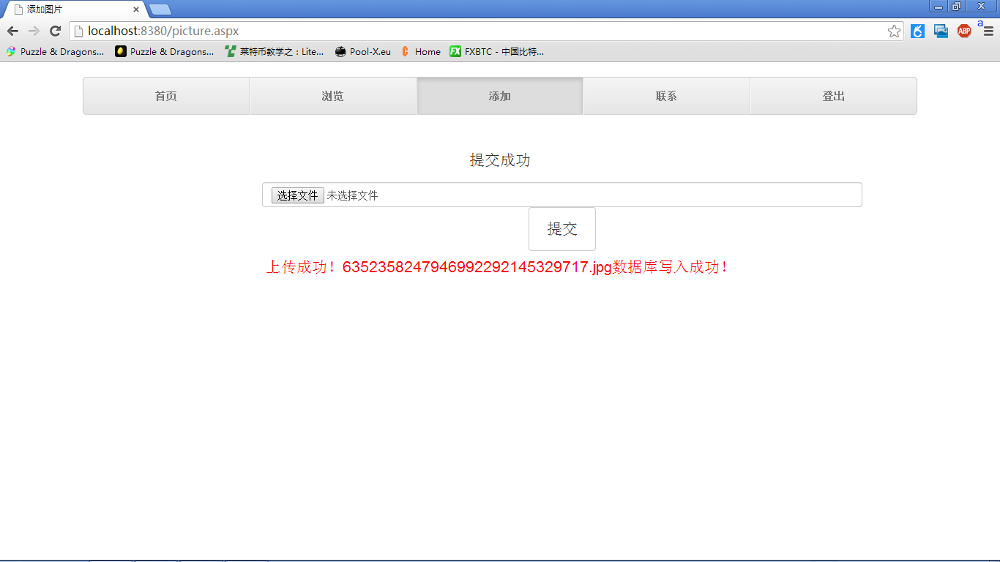 添加图片
localhost:8380/picture.aspx
ABP
a
Puzzle & Dragons... Puzzle & Dragons... 莱特币教学之：Lite... Pool-X.eu Home FX FXBTC - 中国比特...
首页 浏览 添加 联系 登出
提交成功
选择文件 未选择文件
提交
上传成功！6352358247946992292145329717.jpg数据库写入成功！